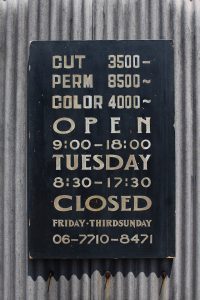 CUT 3500-
PERM 8500~
COLOR 4000~
OPEN
9:00-18:00
TUESDAY
8:30-17:30
CLOSED
FRIDAY·THIRDSUNDAY
06-7710-8471